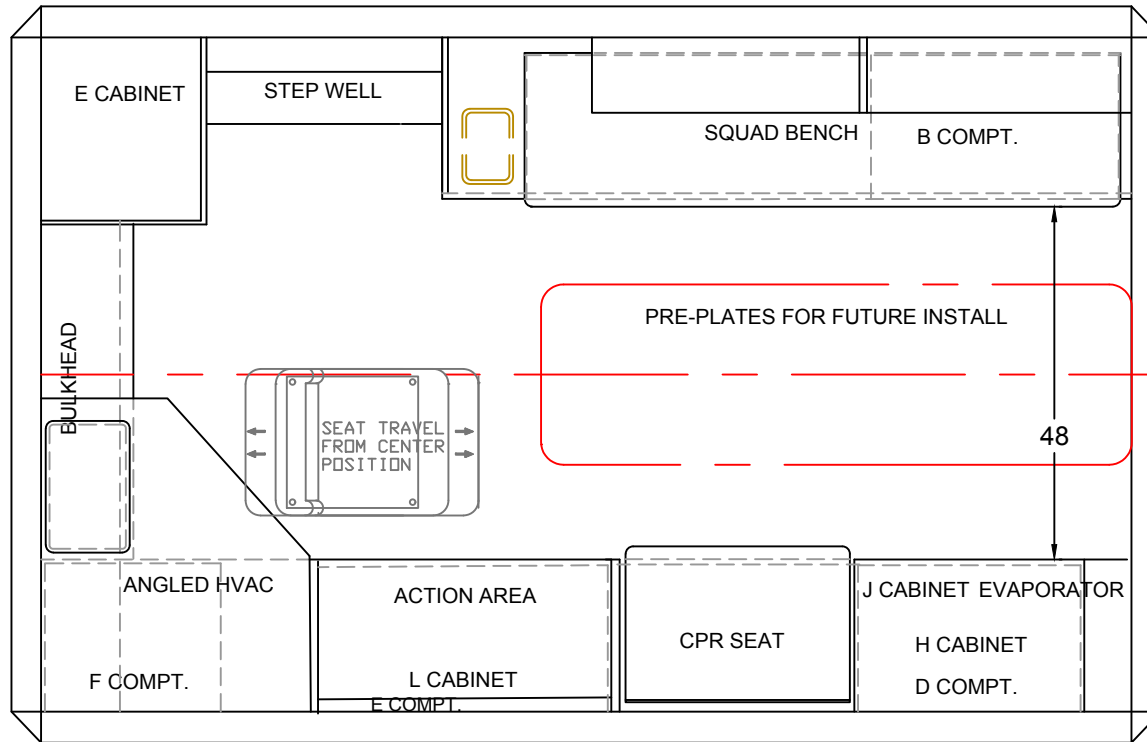 E CABINET
STEP WELL
SQUAD BENCH
B COMPT.
PRE-PLATES FOR FUTURE INSTALL
BULKHEAD
SEAT TRAVEL
FROM CENTER
POSITION
48
ANGLED HVAC
ACTION AREA
J CABINET EVAPORATOR
CPR SEAT
H CABINET
F COMPT.
L CABINET
D COMPT.
E COMPT.